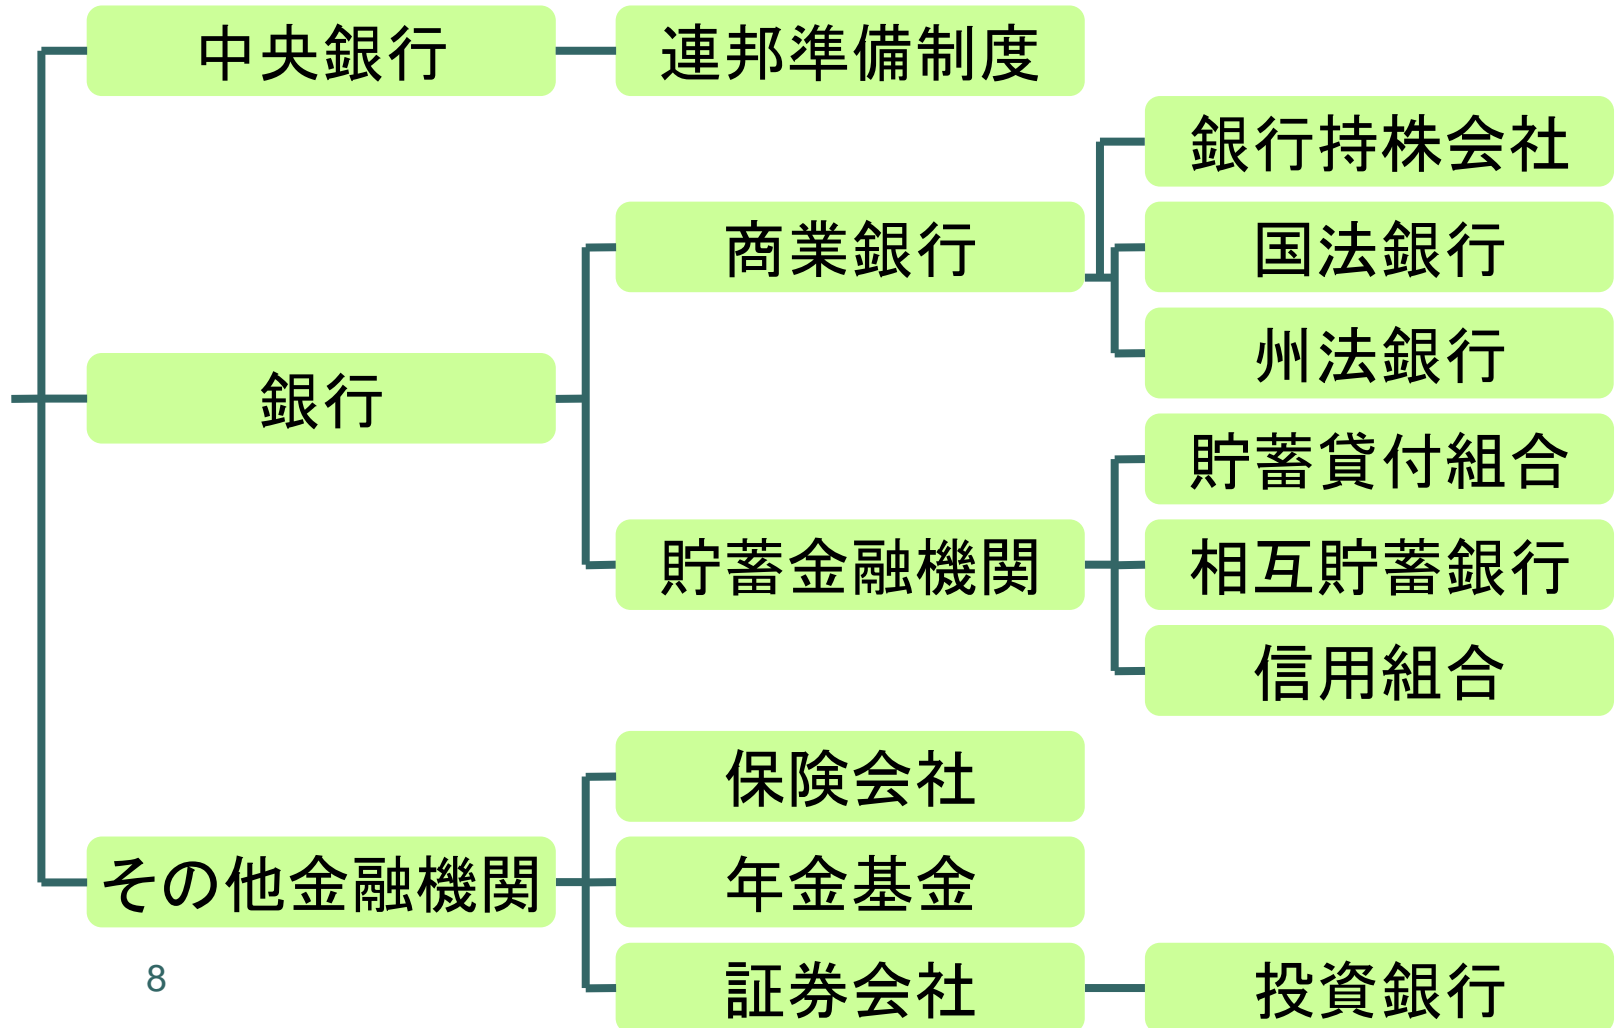 中央銀行
連邦準備制度
銀行持株会社
商業銀行
国法銀行
州法銀行
銀行
貯蓄貸付組合
貯蓄金融機関
相互貯蓄銀行
信用組合
保険会社
その他金融機関
年金基金
証券会社
投資銀行
8